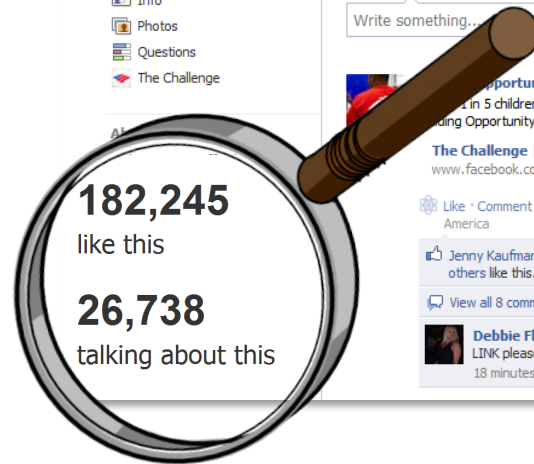 Info
Photos
Questions
The Challenge
182,245
like this
26,738
talking about this
Write something...
1 in 5 children
Opportunity
The Challenge
www.facebook.co
Like · Comment
America
Jenny Kaufman
others like this.
View all 8 comm
Debbie Fl
LINK please
18 minutes